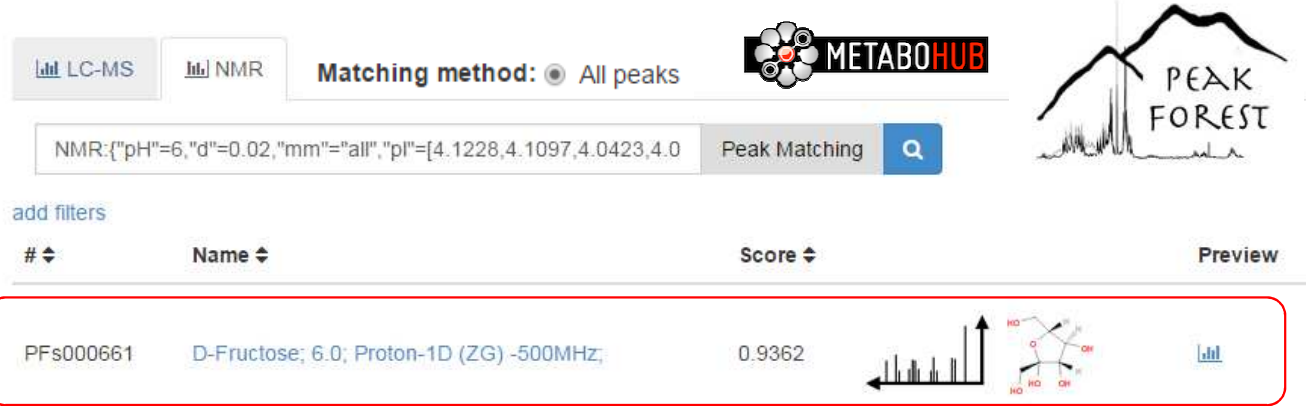 LC-MS NMR Matching method: All peaks METABOHUB
PEAK
FOREST
NMR:{"pH"=6,"d"=0.02,"mm"="all","pl"=[4.1228,4.1097,4.0423,4.0 Peak Matching
add filters
# Name Score Preview
PFs000661 D-Fructose; 6.0; Proton-1D (ZG) -500MHz; 0.9362
HO H
H
O OH
H
HO HO OH